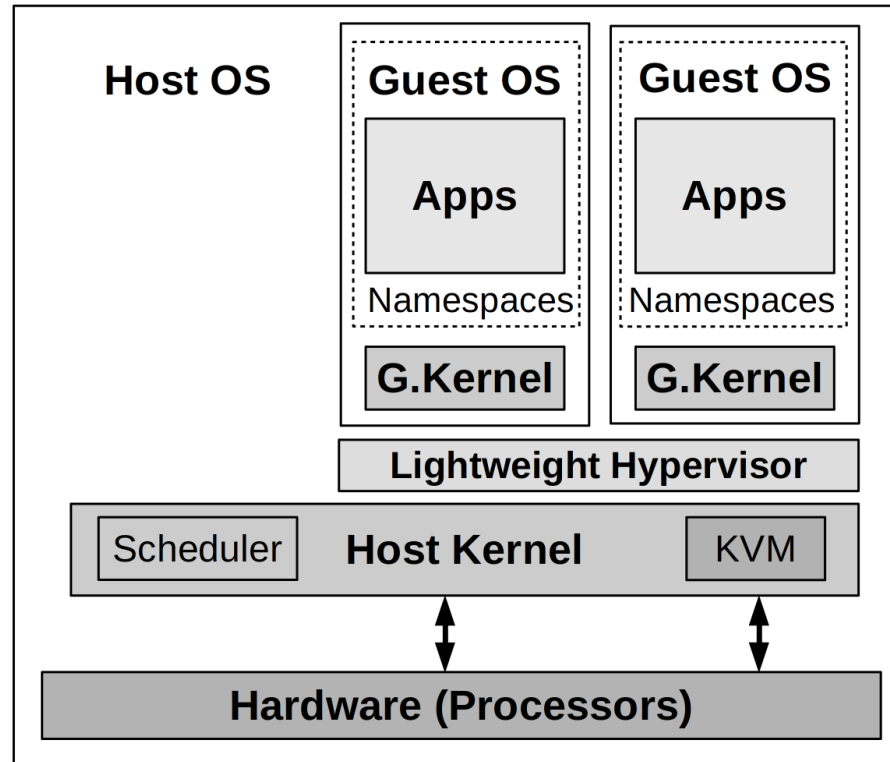 Host OS
Guest OS
Apps
Namespaces
G.Kernel
Guest OS
Apps
Namespaces
G.Kernel
Lightweight Hypervisor
Scheduler
Host Kernel
KVM
Hardware (Processors)